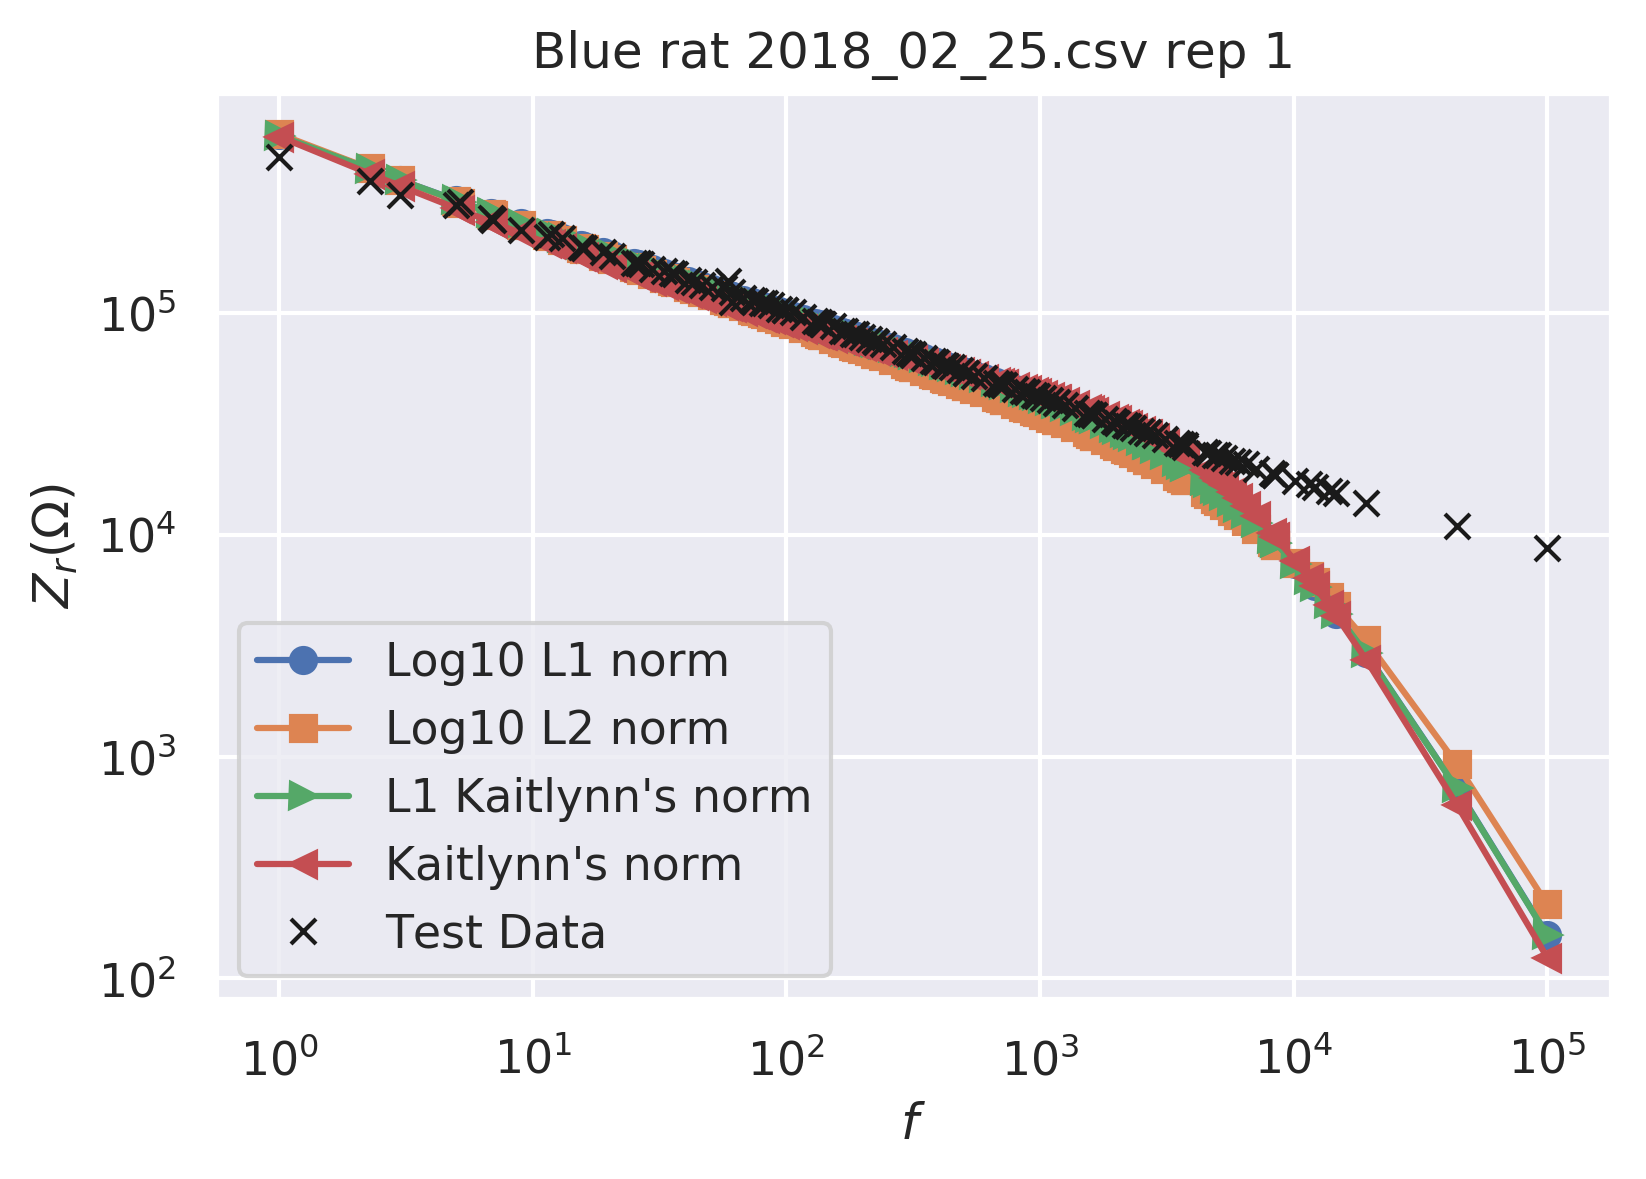 Blue rat 2018_02_25.csv rep 1
Z_r(Ω)
10^5
10^4
10^3
10^2
Log10 L1 norm
Log10 L2 norm
L1 Kaitlynn's norm
Kaitlynn's norm
Test Data
10^0 10^1 10^2 10^3 10^4 10^5
f